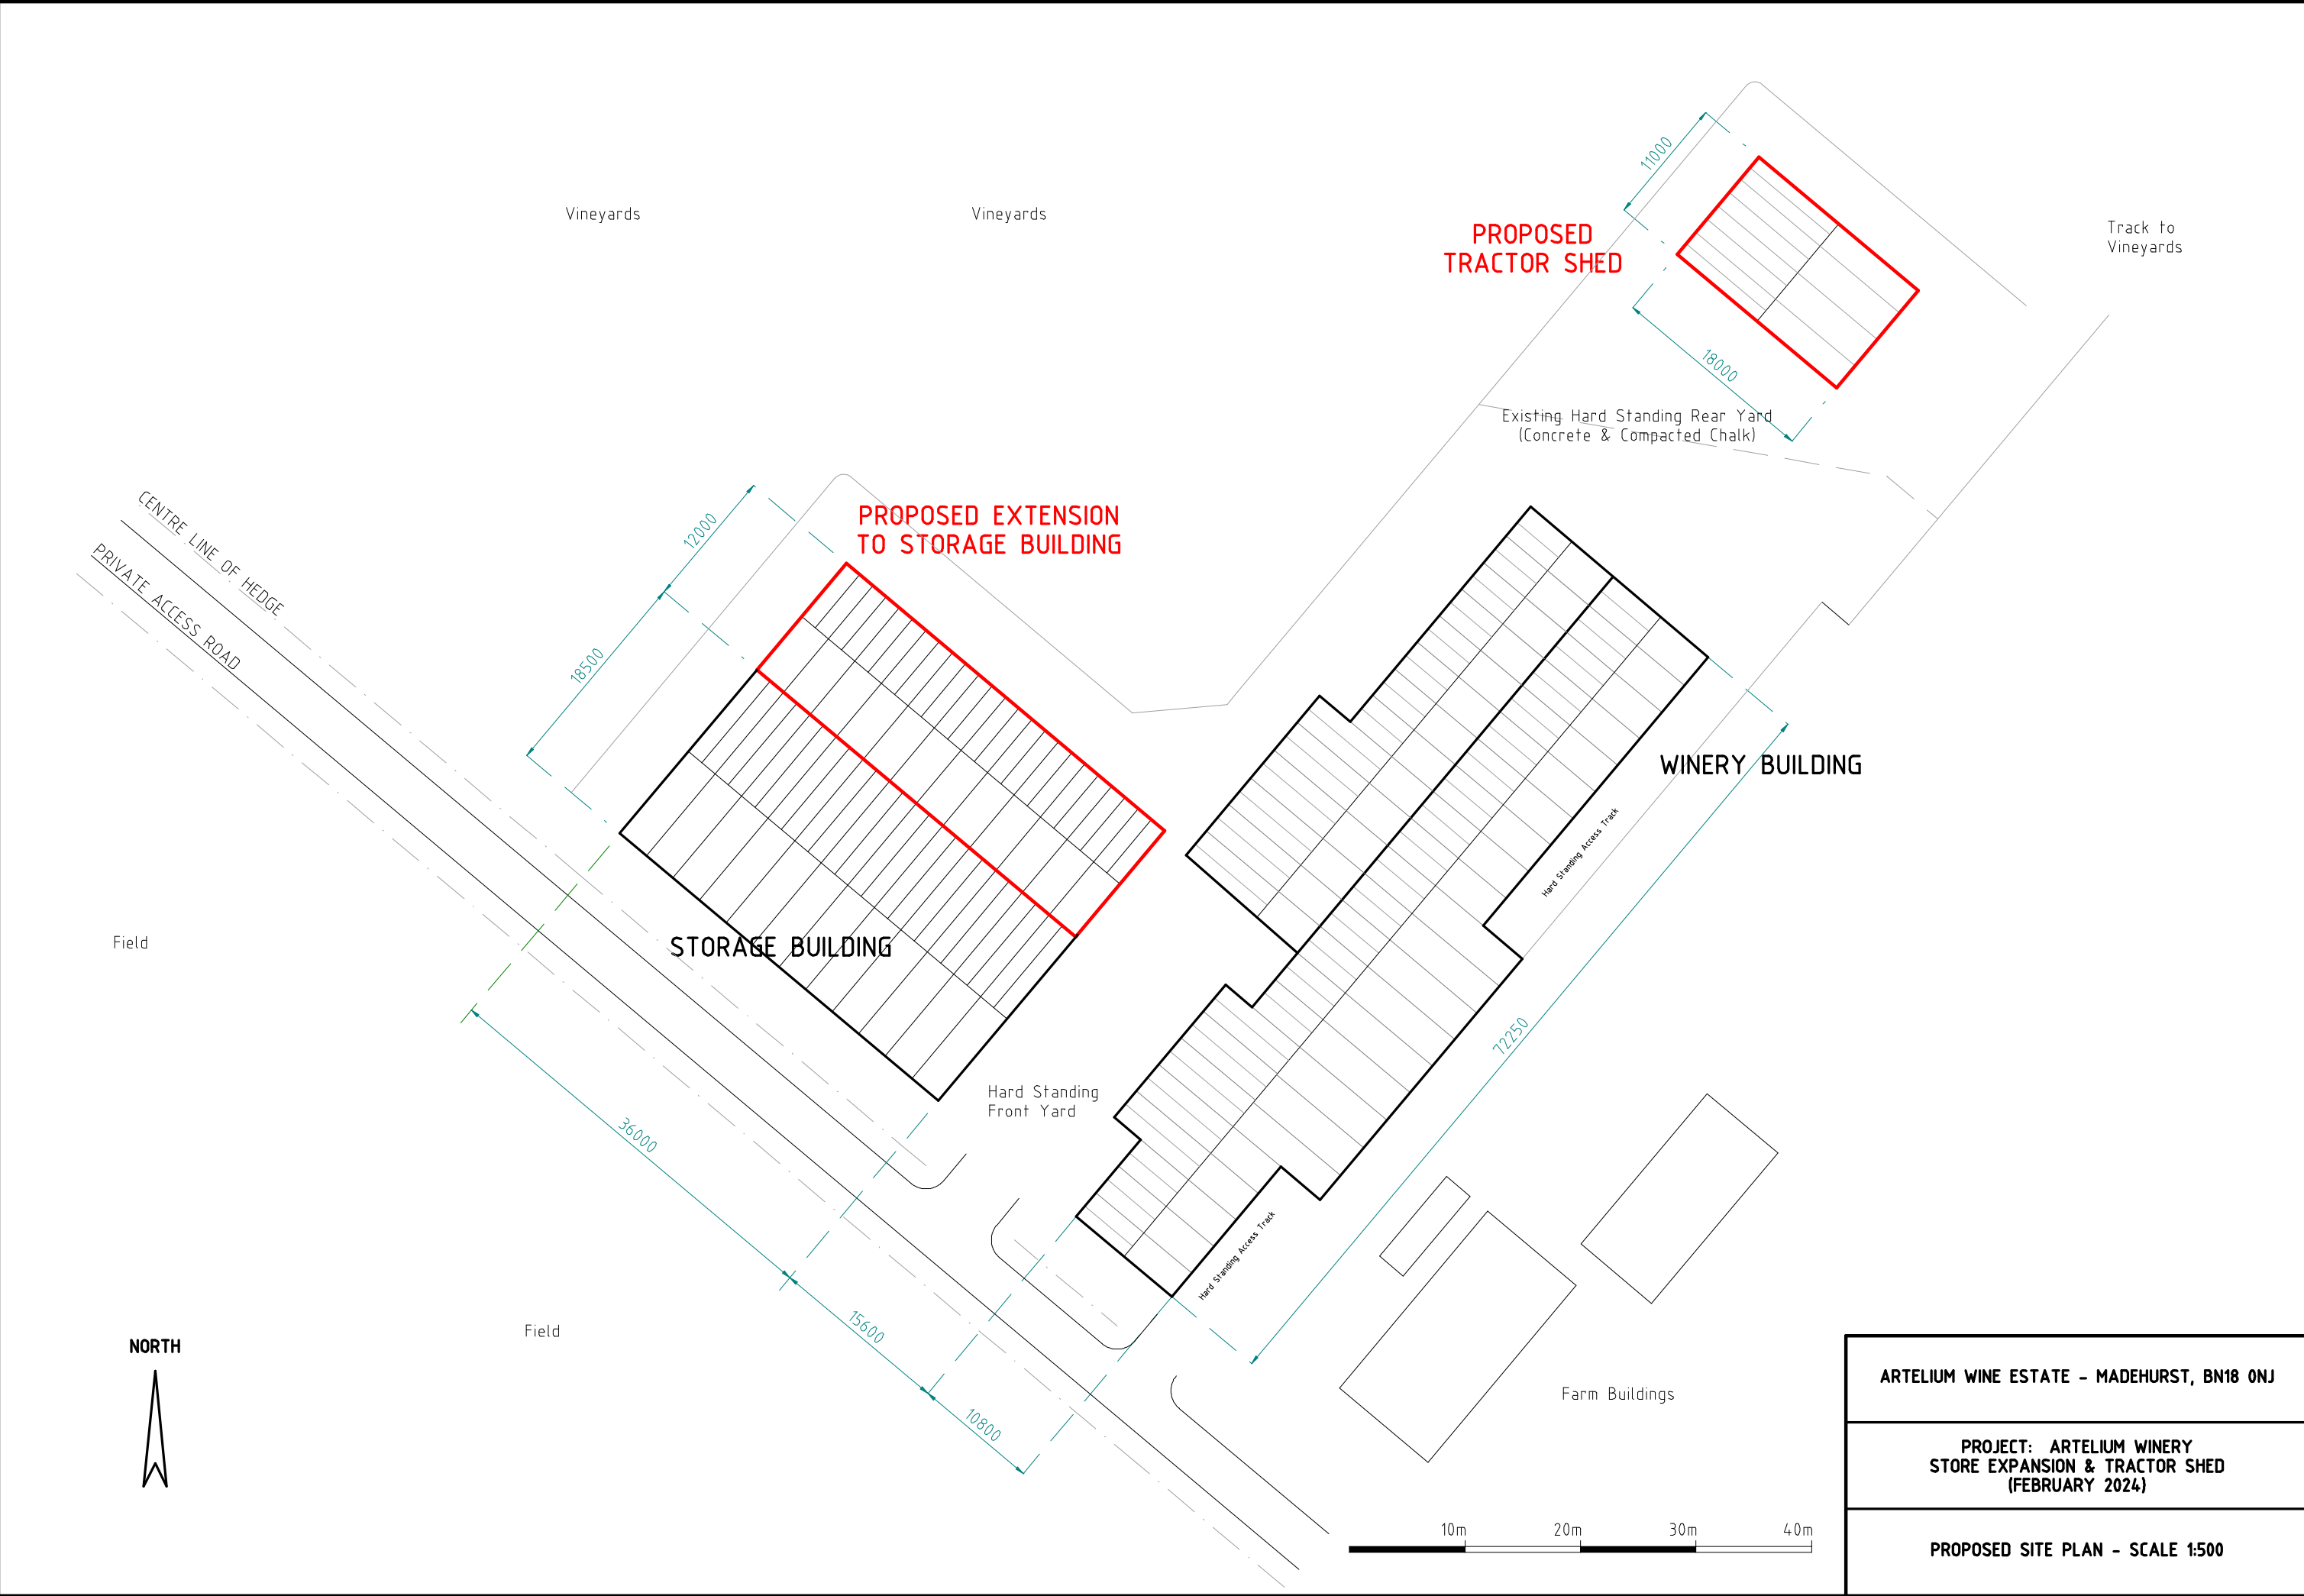 11000
Vineyards
Vineyards
PROPOSED
TRACTOR SHED
Track to
Vineyards
18000
Existing Hard Standing Rear Yard
(Concrete & Compacted Chalk)
CENTRE LINE OF HEDGE
PRIVATE ACCESS ROAD
12000
PROPOSED EXTENSION
TO STORAGE BUILDING
18500
WINERY BUILDING
Hard Standing Access Track
Field
STORAGE BUILDING
72250
Hard Standing
Front Yard
36000
Hard Standing Access Track
15600
Field
NORTH
10800
Farm Buildings
10m
20m
30m
40m
ARTELIUM WINE ESTATE - MADEHURST, BN18 0NJ
PROJECT: ARTELIUM WINERY
STORE EXPANSION & TRACTOR SHED
(FEBRUARY 2024)
PROPOSED SITE PLAN - SCALE 1:500